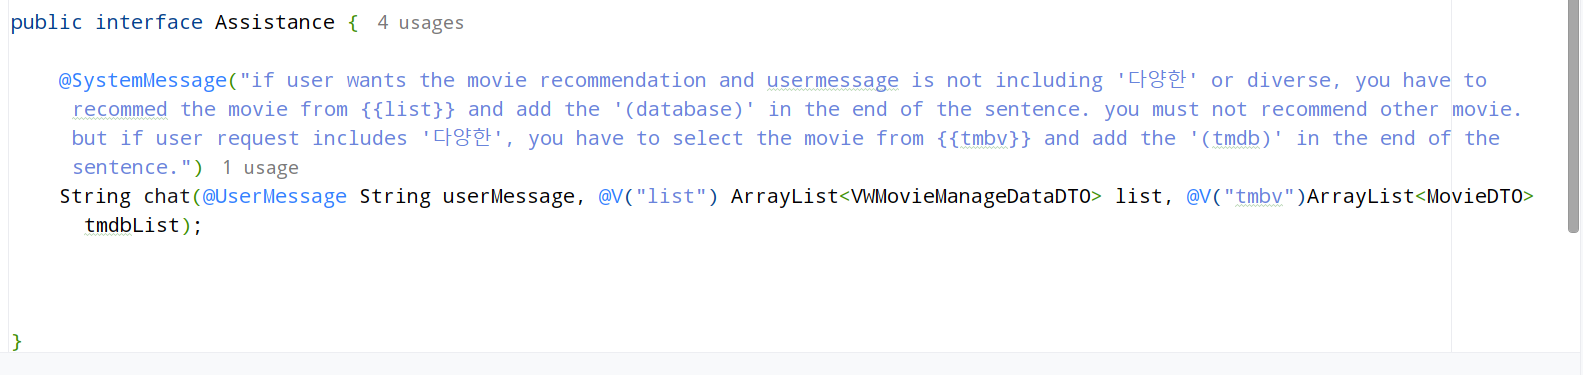 public interface Assistance {  4 usages
@SystemMessage("if user wants the movie recommendation and usermessage is not including '다양한' or diverse, you have to
recommed the movie from {{list}} and add the '(database)' in the end of the sentence. you must not recommend other movie.
but if user request includes '다양한', you have to select the movie from {{tmbv}} and add the '(tmdb)' in the end of the
sentence.")  1 usage
String chat(@UserMessage String userMessage, @V("list") ArrayList<VWMovieManageDataDTO> list, @V("tmbv")ArrayList<MovieDTO>
tmdbList);
}